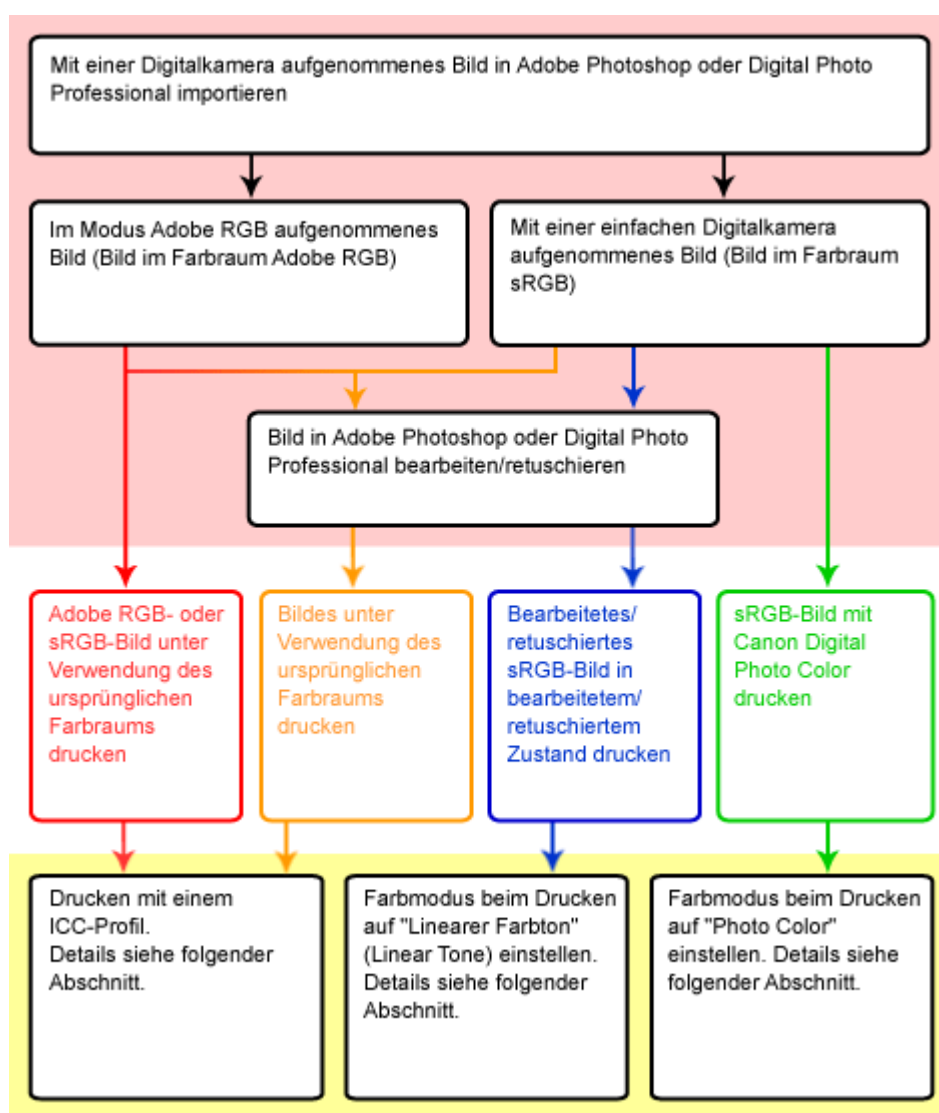 Mit einer Digitalkamera aufgenommenes Bild in Adobe Photoshop oder Digital Photo
Professional importieren
Im Modus Adobe RGB aufgenommenes
Bild (Bild im Farbraum Adobe RGB)
Mit einer einfachen Digitalkamera
aufgenommenes Bild (Bild im Farbraum
sRGB)
Bild in Adobe Photoshop oder Digital Photo
Professional bearbeiten/retuschieren
Adobe RGB- oder
sRGB-Bild unter
Verwendung des
ursprünglichen
Farbraums
drucken
Bildes unter
Verwendung des
ursprünglichen
Farbraums
drucken
Bearbeitetes/
retuschiertes
sRGB-Bild in
bearbeitetem/
retuschiertem
Zustand drucken
sRGB-Bild mit
Canon Digital
Photo Color
drucken
Drucken mit einem
ICC-Profil.
Details siehe folgender
Abschnitt.
Farbmodus beim Drucken
auf "Linearer Farbton"
(Linear Tone) einstellen.
Details siehe folgender
Abschnitt.
Farbmodus beim Drucken
auf "Photo Color"
einstellen. Details siehe
folgender Abschnitt.